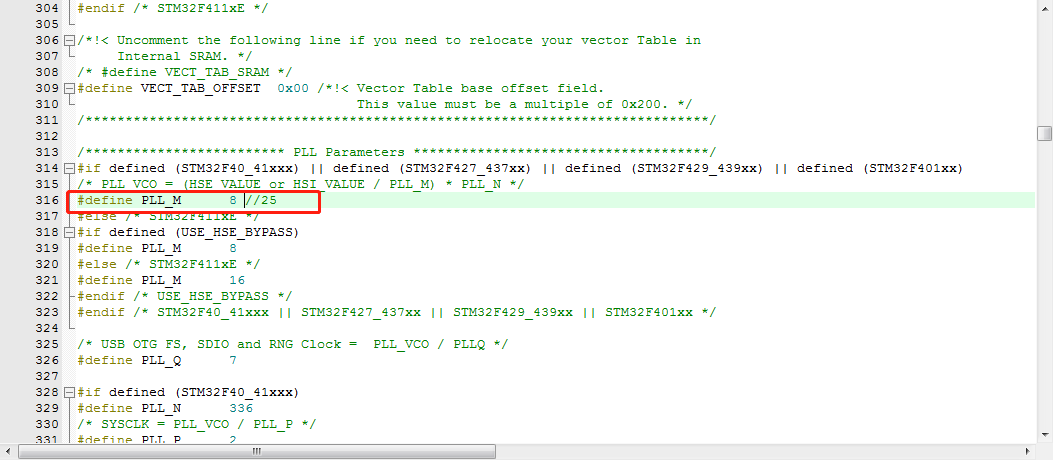 304 #endif /* STM32F411xE */
305
306 /*!< Uncomment the following line if you need to relocate your vector Table in
307      Internal SRAM. */
308 /* #define VECT_TAB_SRAM */
309 #define VECT_TAB_OFFSET  0x00 /*!< Vector Table base offset field.
310                                    This value must be a multiple of 0x200. */
311 /******************************************************************************/
312
313 /************************* PLL Parameters *************************************/
314 #if defined (STM32F40_41xxx) || defined (STM32F427_437xx) || defined (STM32F429_439xx) || defined (STM32F401xx)
315 /* PLL_VCO = (HSE_VALUE or HSI_VALUE / PLL_M) * PLL_N */
316 #define PLL_M      8 //25
317 #else /* STM32F411xE */
318 #if defined (USE_HSE_BYPASS)
319 #define PLL_M      8
320 #else /* STM32F411xE */
321 #define PLL_M      16
322 #endif /* USE_HSE_BYPASS */
323 #endif /* STM32F40_41xxx || STM32F427_437xx || STM32F429_439xx || STM32F401xx */
324
325 /* USB OTG FS, SDIO and RNG Clock =  PLL_VCO / PLLQ */
326 #define PLL_Q      7
327
328 #if defined (STM32F40_41xxx)
329 #define PLL_N      336
330 /* SYSCLK = PLL_VCO / PLL_P */
331 #define PLL_P      2